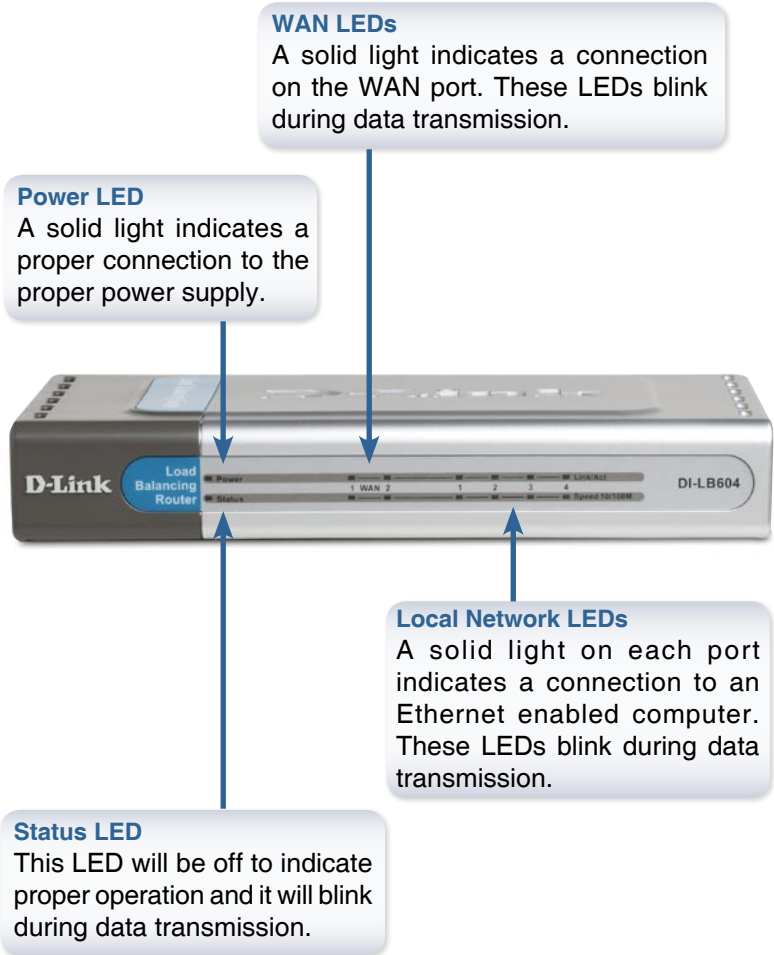 WAN LEDs
A solid light indicates a connection
on the WAN port. These LEDs blink
during data transmission.
Power LED
A solid light indicates a
proper connection to the
proper power supply.
D-Link
Load
Balancing
Router
Power
1 WAN 2 1 2 3 4
Link/Act
Status
Speed 10/100M
DI-LB604
Local Network LEDs
A solid light on each port
indicates a connection to an
Ethernet enabled computer.
These LEDs blink during data
transmission.
Status LED
This LED will be off to indicate
proper operation and it will blink
during data transmission.